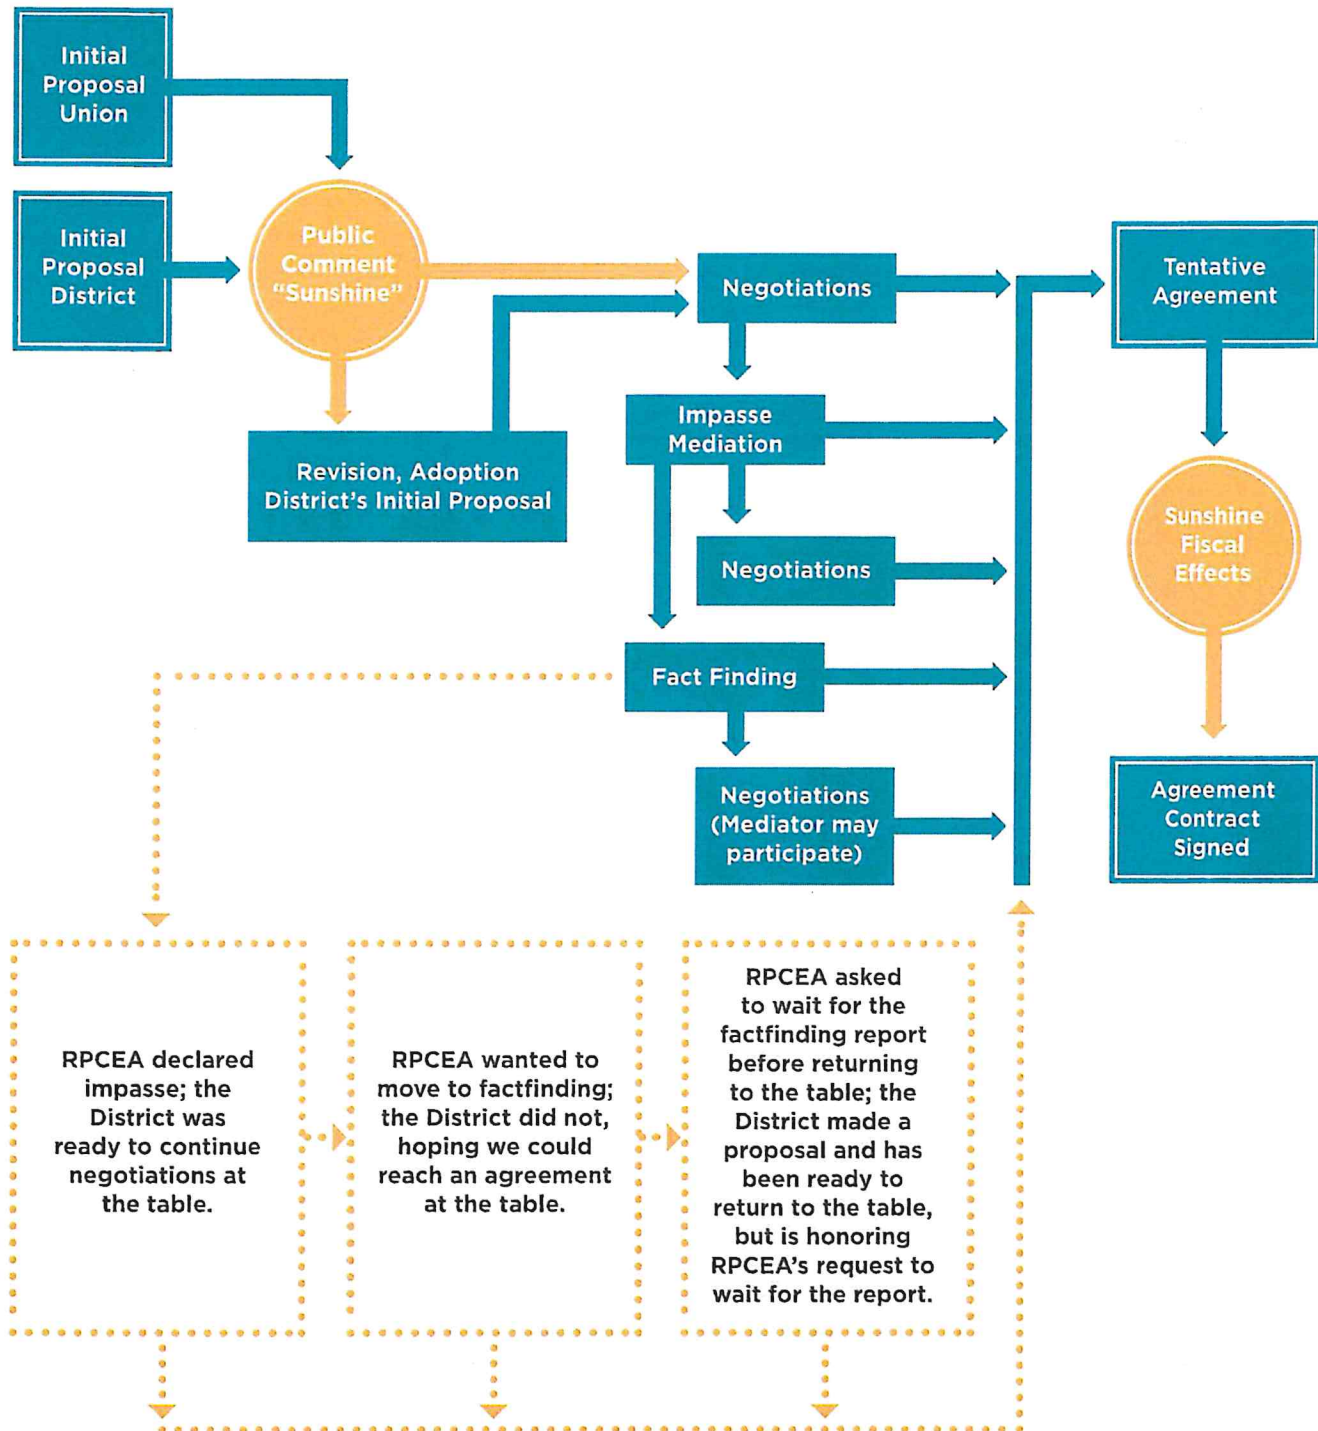 Initial
Proposal
Union
Initial
Proposal
District
Public
Comment
“Sunshine”
Revision, Adoption
District’s Initial Proposal
Negotiations
Impasse
Mediation
Negotiations
Fact Finding
Negotiations
(Mediator may
participate)
Tentative
Agreement
Sunshine
Fiscal
Effects
Agreement
Contract
Signed
RPCEA declared
impasse; the
District was
ready to continue
negotiations at
the table.
RPCEA wanted to
move to factfinding;
the District did not,
hoping we could
reach an agreement
at the table.
RPCEA asked
to wait for the
factfinding report
before returning
to the table; the
District made a
proposal and has
been ready to
return to the table,
but is honoring
RPCEA’s request to
wait for the report.